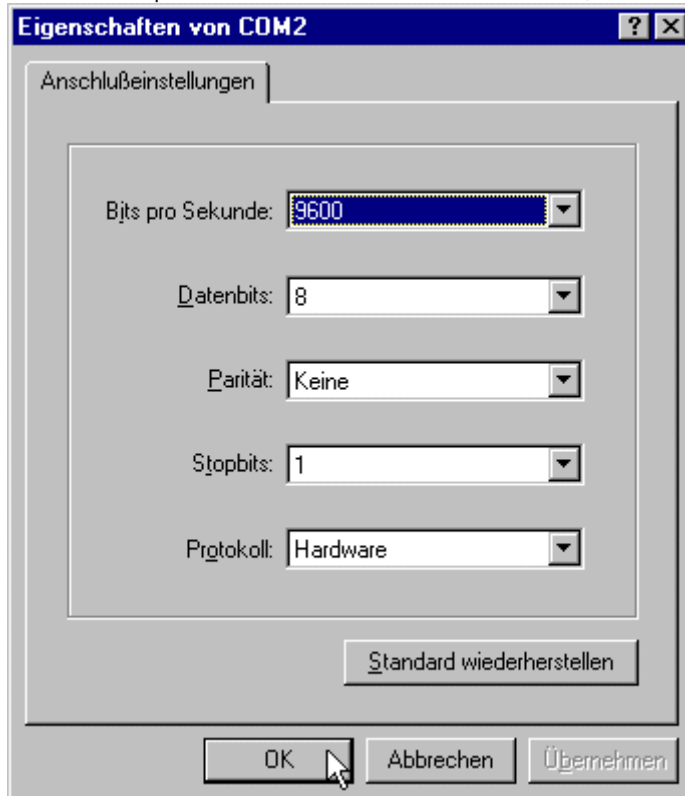 Eigenschaften von COM2
Anschlußeinstellungen
Bits pro Sekunde: 9600
Datenbits: 8
Parität: Keine
Stopbits: 1
Protokoll: Hardware
Standard wiederherstellen
OK Abbrechen Übernehmen